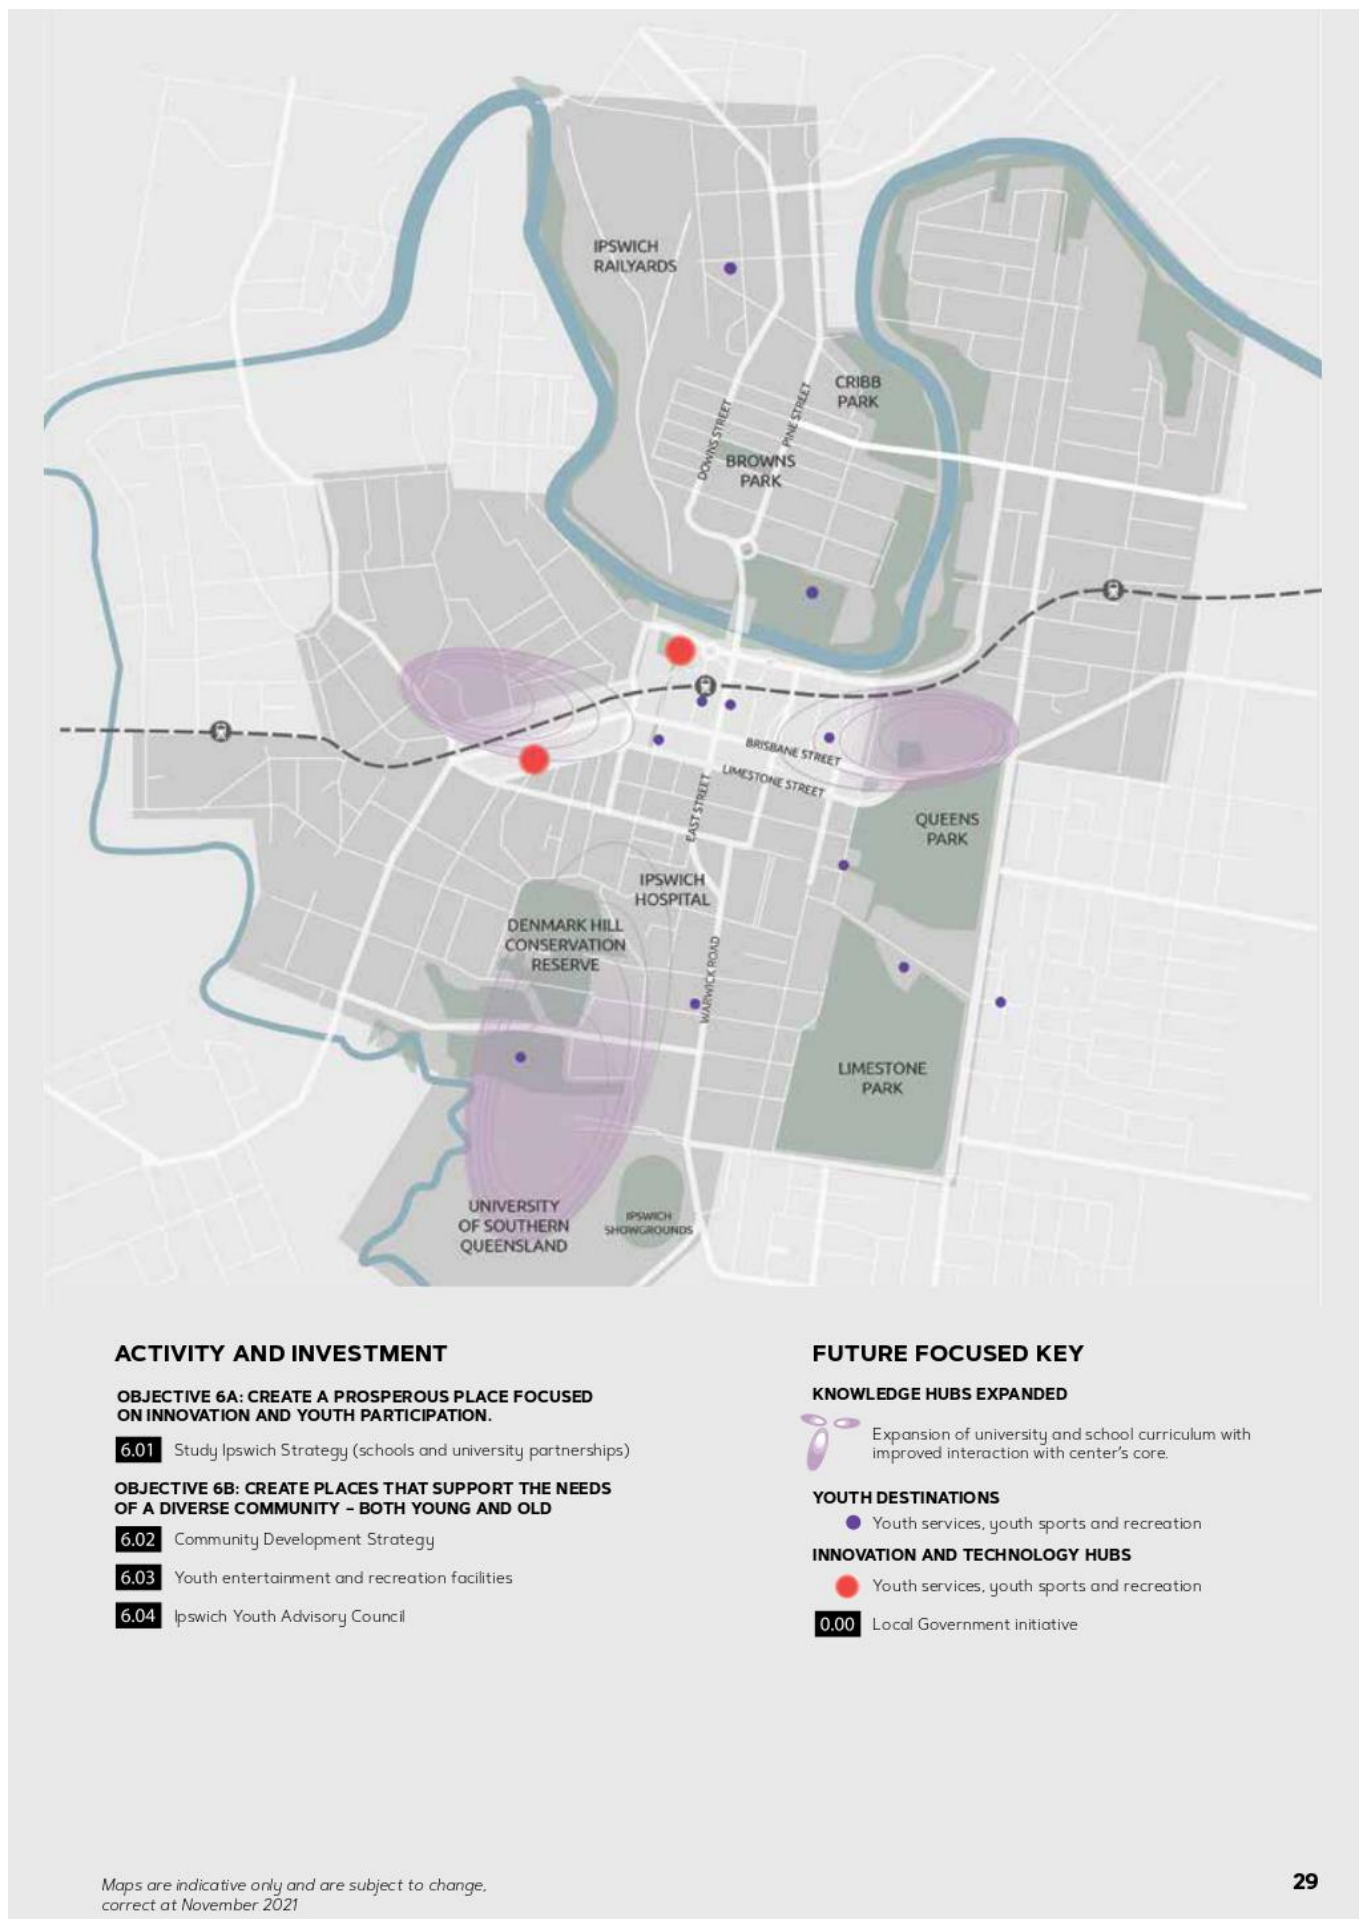 IPSWICH
RAILYARDS
CRIBB
PARK
DOWNS STREET
PINE STREET
BROWNS
PARK
BRISBANE STREET
LIMESTONE STREET
EAST STREET
QUEENS
PARK
IPSWICH
HOSPITAL
DENMARK HILL
CONSERVATION
RESERVE
WARWICK ROAD
LIMESTONE
PARK
UNIVERSITY
OF SOUTHERN
QUEENSLAND
IPSWICH
SHOWGROUNDS
ACTIVITY AND INVESTMENT
OBJECTIVE 6A: CREATE A PROSPEROUS PLACE FOCUSED
ON INNOVATION AND YOUTH PARTICIPATION.
6.01 Study Ipswich Strategy (schools and university partnerships)
OBJECTIVE 6B: CREATE PLACES THAT SUPPORT THE NEEDS
OF A DIVERSE COMMUNITY – BOTH YOUNG AND OLD
6.02 Community Development Strategy
6.03 Youth entertainment and recreation facilities
6.04 Ipswich Youth Advisory Council
FUTURE FOCUSED KEY
KNOWLEDGE HUBS EXPANDED
Expansion of university and school curriculum with
improved interaction with center's core.
YOUTH DESTINATIONS
Youth services, youth sports and recreation
INNOVATION AND TECHNOLOGY HUBS
Youth services, youth sports and recreation
0.00 Local Government initiative
Maps are indicative only and are subject to change,
correct at November 2021
29